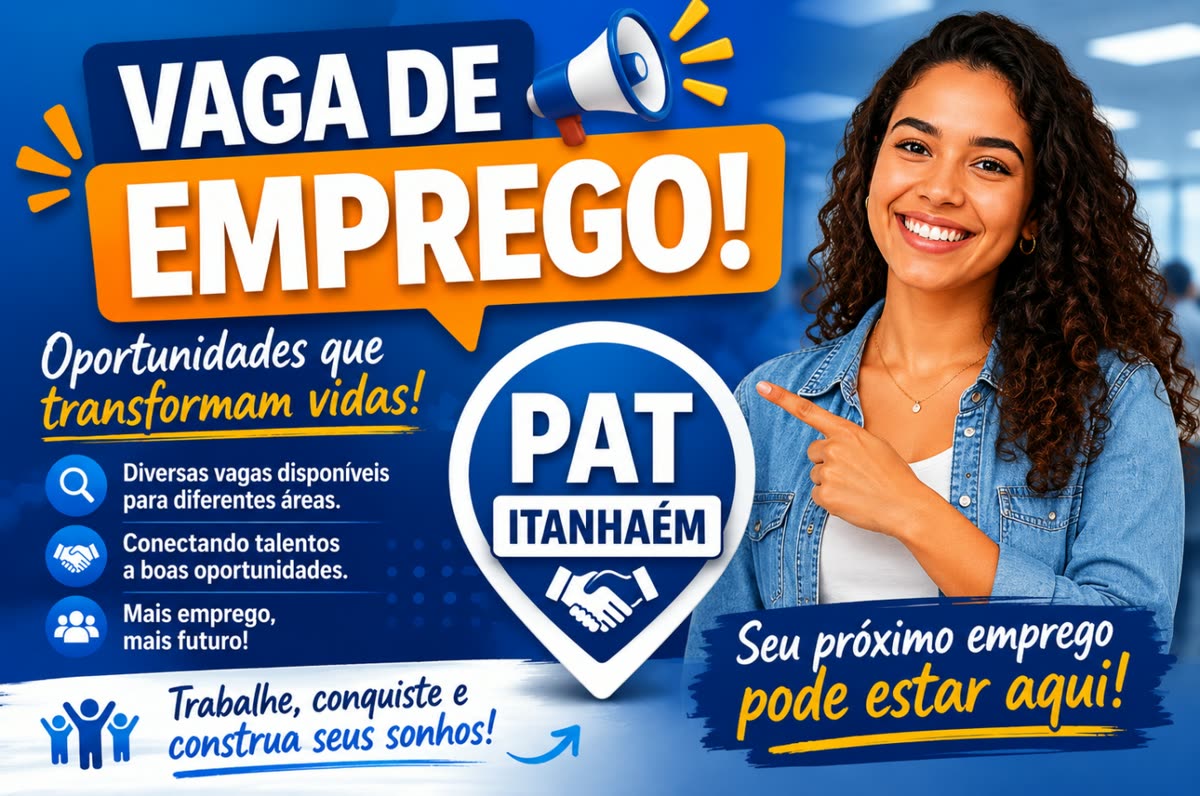 VAGA DE
EMPREGO!
Oportunidades que
transformam vidas!
Diversas vagas disponíveis
para diferentes áreas.
Conectando talentos
a boas oportunidades.
Mais emprego,
mais futuro!
PAT
ITANHAÉM
Trabalhe, conquiste e
construa seus sonhos!
Seu próximo emprego
pode estar aqui!